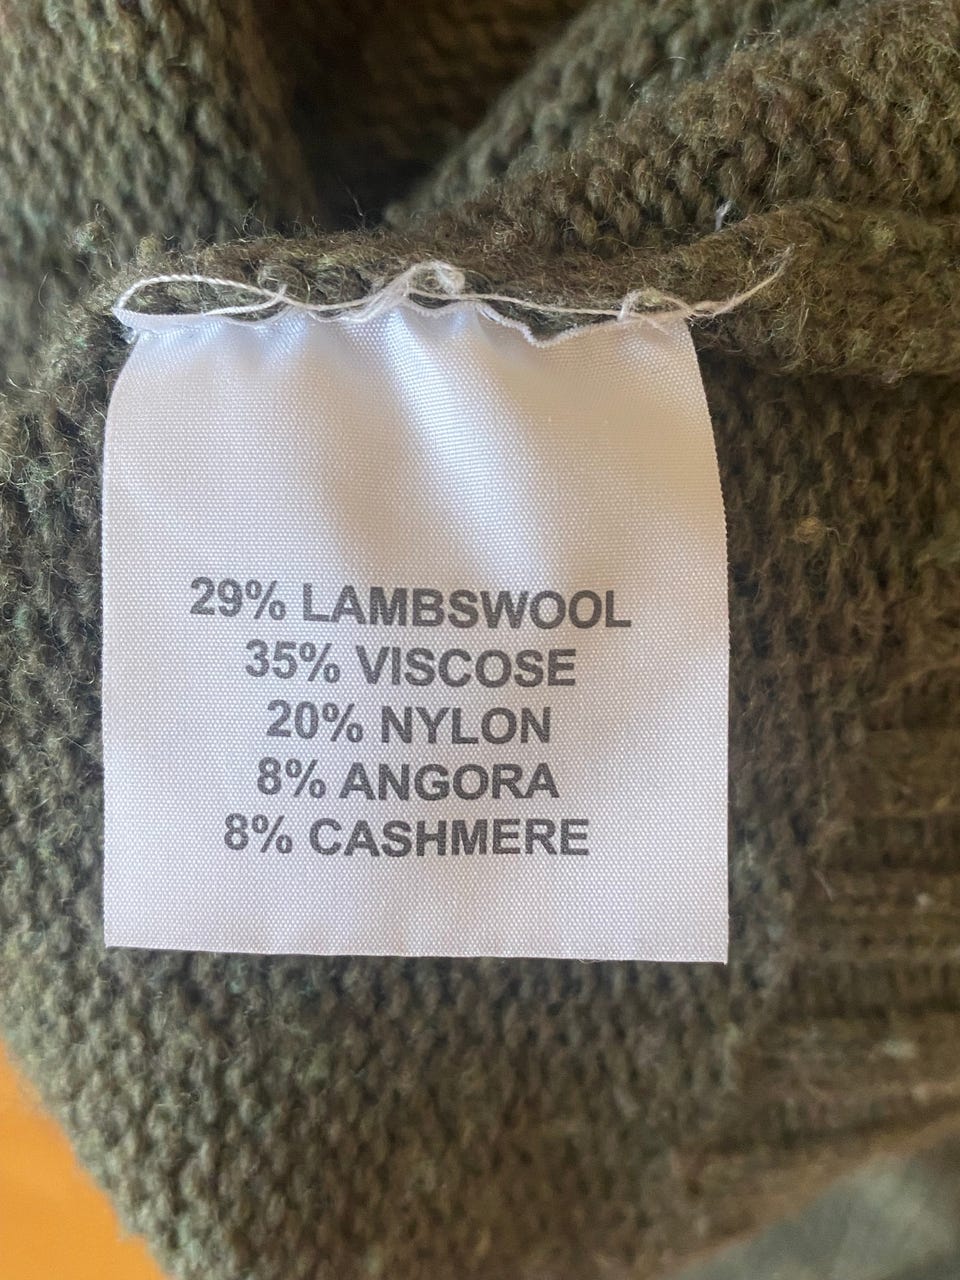 29% LAMBSWOOL
35% VISCOSE
20% NYLON
8% ANGORA
8% CASHMERE